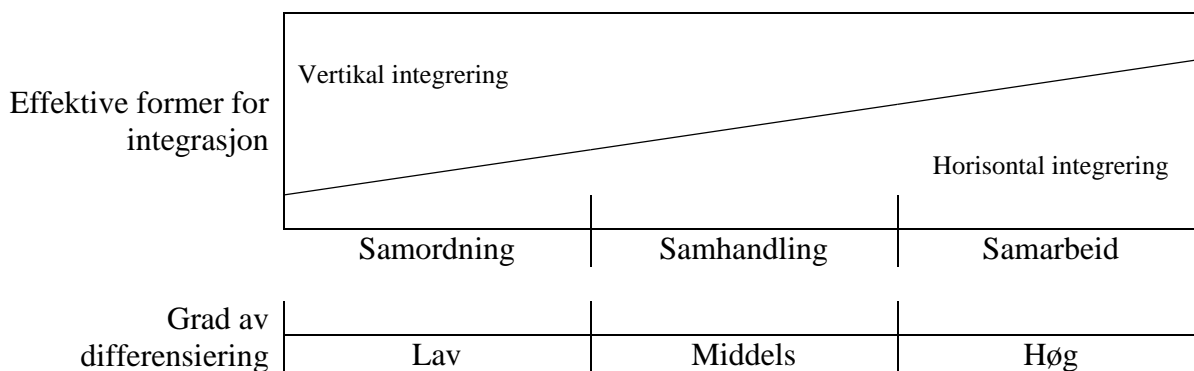 Vertikal integrering
Effektive former for
integrasjon
Horisontal integrering
Samordning Samhandling Samarbeid
Grad av
differensiering
Lav Middels Høg